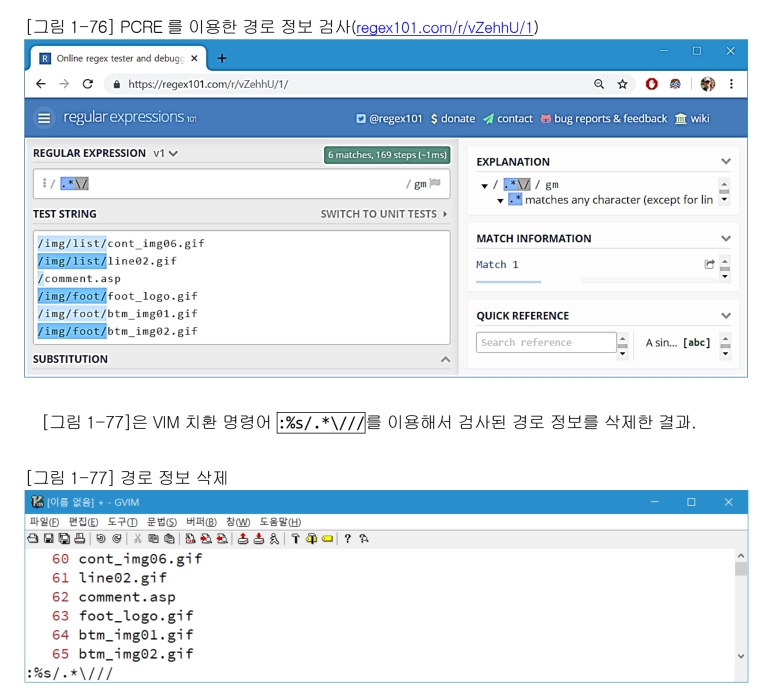 [그림 1-76] PCRE 를 이용한 경로 정보 검사(regex101.com/r/vZehhU/1)
R Online regex tester and debugg × +
https://regex101.com/r/vZehhU/1/
regular expressions 101 @regex101 $ donate contact bug reports & feedback wiki
REGULAR EXPRESSION v1 6 matches, 169 steps (~1ms)
/ .*\/ / gm
TEST STRING SWITCH TO UNIT TESTS
/img/list/cont_img06.gif
/img/list/line02.gif
/comment.asp
/img/foot/foot_logo.gif
/img/foot/btm_img01.gif
/img/foot/btm_img02.gif
SUBSTITUTION
EXPLANATION
/ .*\/ / gm
.* matches any character (except for lin
MATCH INFORMATION
Match 1
QUICK REFERENCE
Search reference A sin... [abc]
[그림 1-77]은 VIM 치환 명령어 :%s/.*\///를 이용해서 검사된 경로 정보를 삭제한 결과.
[그림 1-77] 경로 정보 삭제
[이름 없음] + - GVIM
파일(F) 편집(E) 도구(T) 문법(S) 버퍼(B) 창(W) 도움말(H)
60 cont_img06.gif
61 line02.gif
62 comment.asp
63 foot_logo.gif
64 btm_img01.gif
65 btm_img02.gif
:%s/.*\///